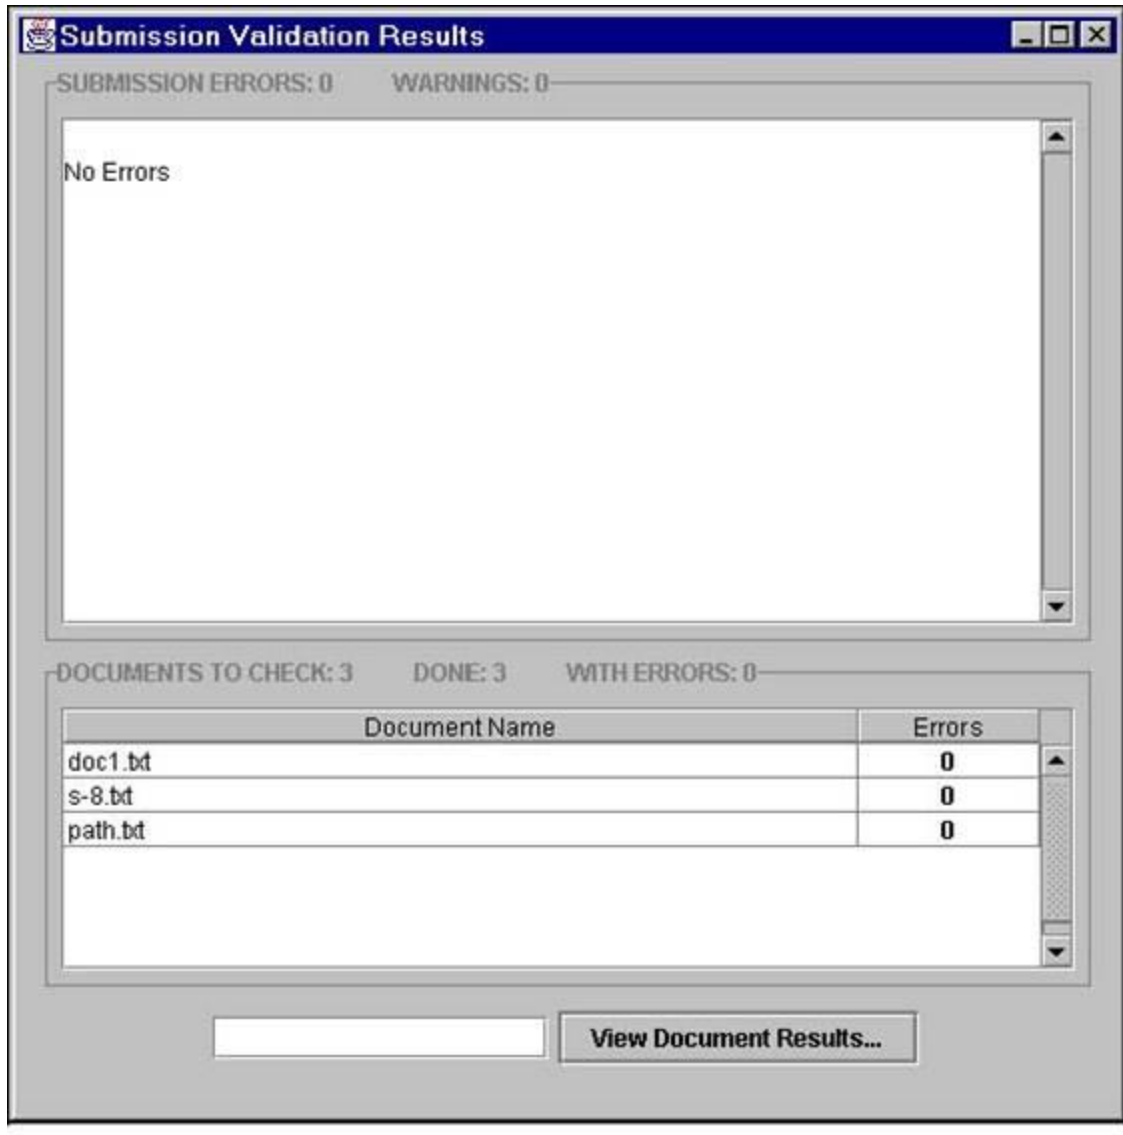 Submission Validation Results
SUBMISSION ERRORS: 0 WARNINGS: 0
No Errors
DOCUMENTS TO CHECK: 3 DONE: 3 WITH ERRORS: 0
Document Name Errors
doc1.txt 0
s-8.txt 0
path.txt 0
View Document Results...